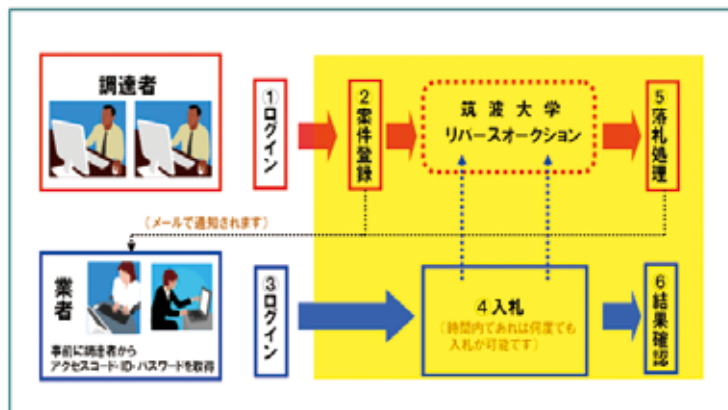 調達者
①ログイン
②案件登録
筑波大学
リバースオークション
⑤落札処理
(メールで通知されます)
業者
事前に調達者から
アクセスコード・ID・パスワードを取得
③ログイン
④入札
(時間内であれば何度でも
入札が可能です)
⑥結果確認